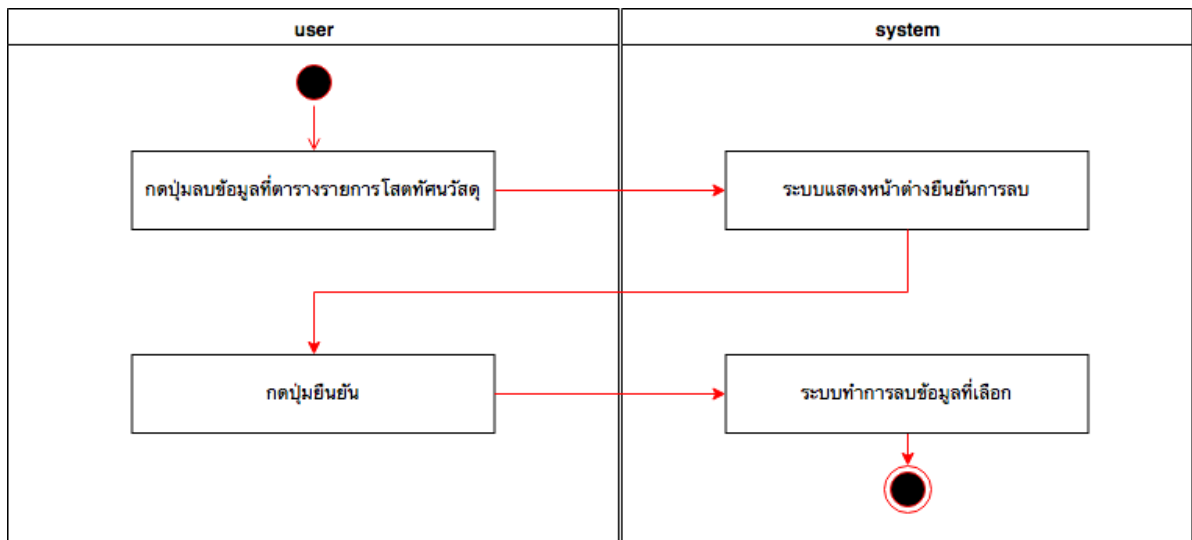 user
system
กดปุ่มลบข้อมูลที่ตารางรายการโสตทัศนวัสดุ
ระบบแสดงหน้าต่างยืนยันการลบ
กดปุ่มยืนยัน
ระบบทำการลบข้อมูลที่เลือก